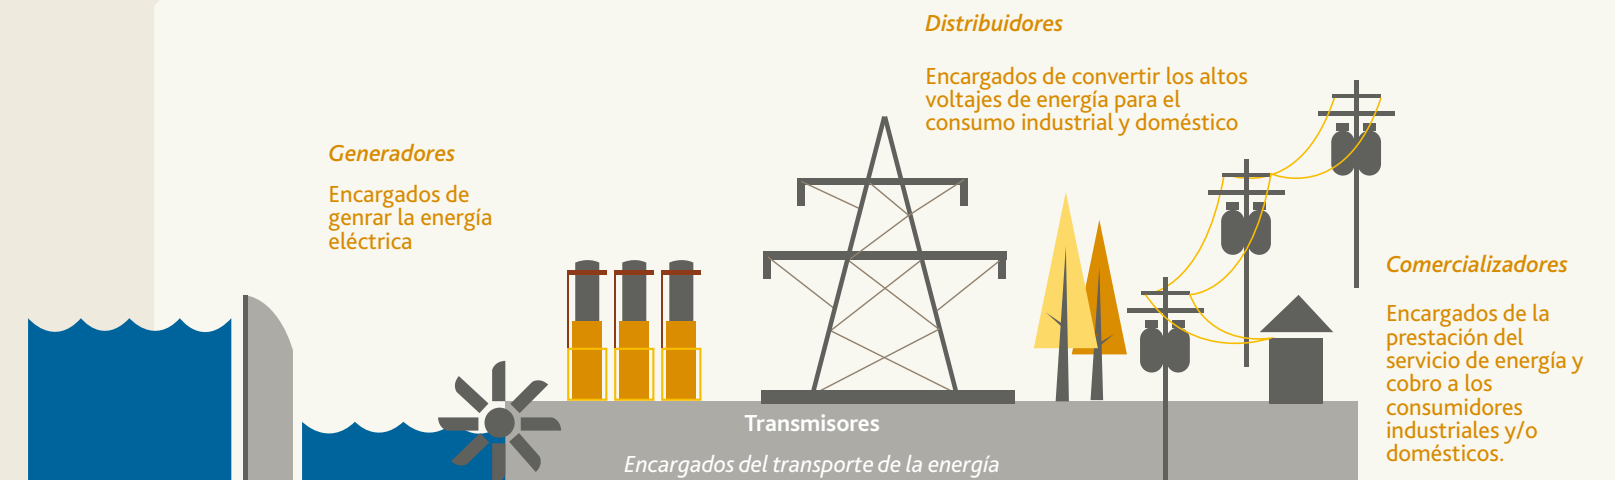 Generadores
Encargados de
genrar la energía
eléctrica
Transmisores
Encargados del transporte de la energía
Distribuidores
Encargados de convertir los altos
voltajes de energía para el
consumo industrial y doméstico
Comercializadores
Encargados de la
prestación del
servicio de energía y
cobro a los
consumidores
industriales y/o
domésticos.